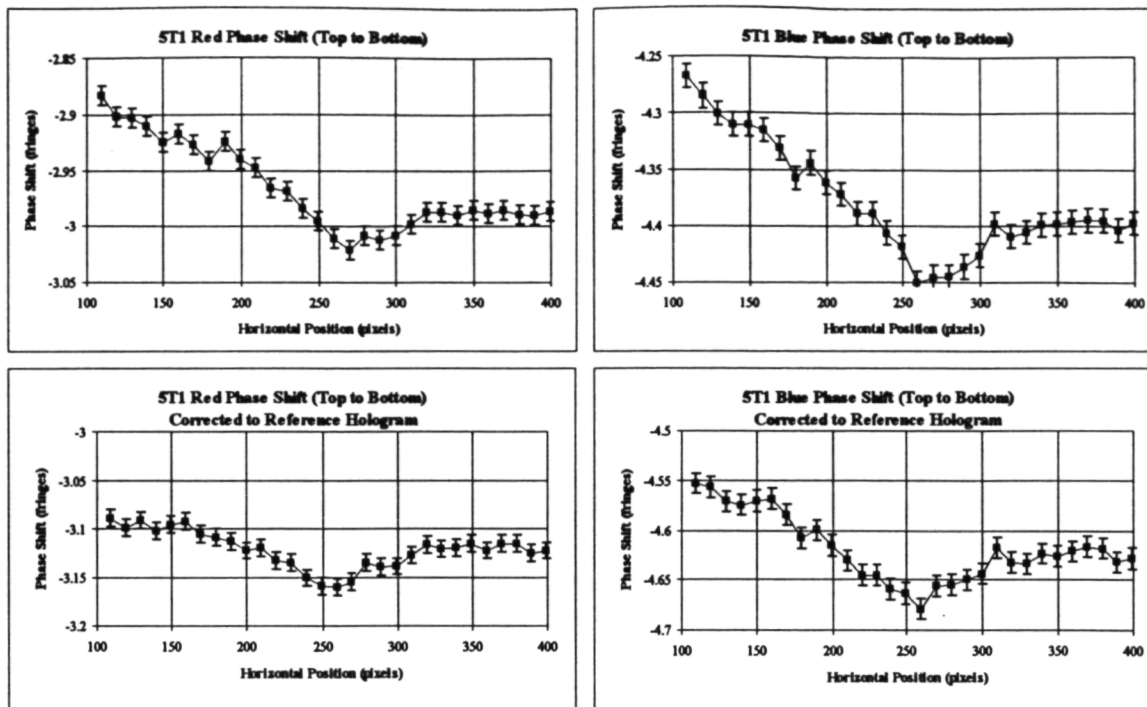 5T1 Red Phase Shift (Top to Bottom)
-2.85
-2.9
-2.95
-3
-3.05
Phase Shift (fringes)
100 150 200 250 300 350 400
Horizontal Position (pixels)
5T1 Blue Phase Shift (Top to Bottom)
-4.25
-4.3
-4.35
-4.4
-4.45
Phase Shift (fringes)
100 150 200 250 300 350 400
Horizontal Position (pixels)
5T1 Red Phase Shift (Top to Bottom)
Corrected to Reference Hologram
-3
-3.05
-3.1
-3.15
-3.2
Phase Shift (fringes)
100 150 200 250 300 350 400
Horizontal Position (pixels)
5T1 Blue Phase Shift (Top to Bottom)
Corrected to Reference Hologram
-4.5
-4.55
-4.6
-4.65
-4.7
Phase Shift (fringes)
100 150 200 250 300 350 400
Horizontal Position (pixels)